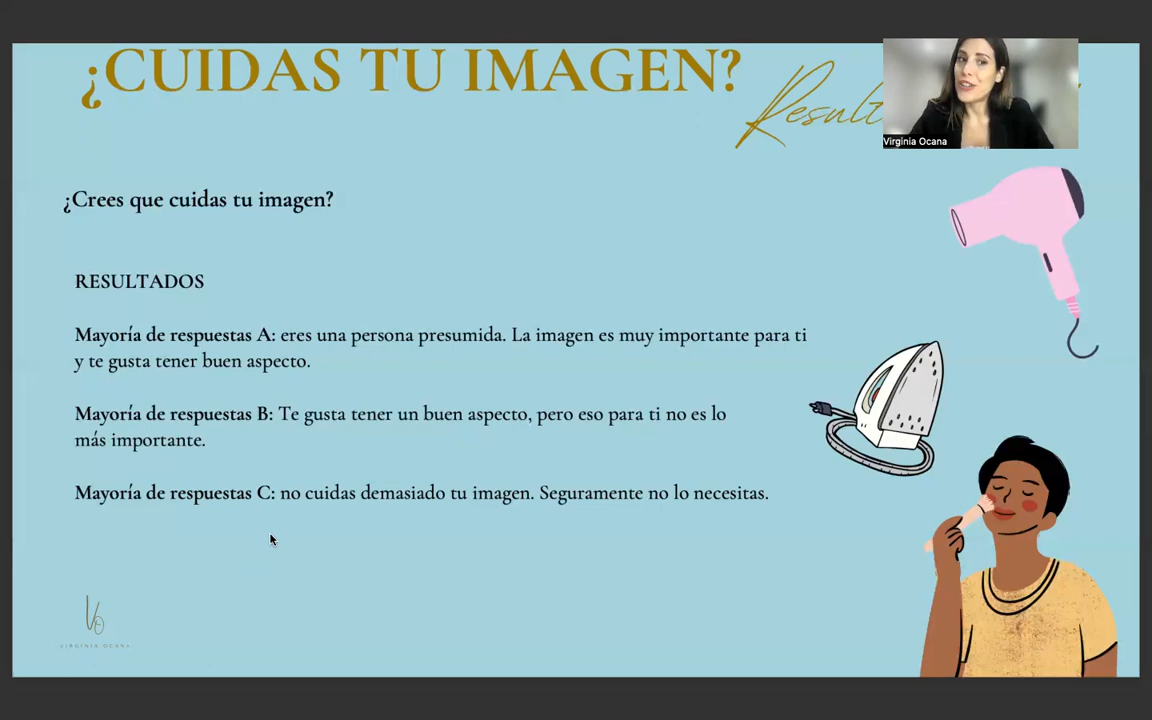 ¿CUIDAS TU IMAGEN?
Virginia Ocana
¿Crees que cuidas tu imagen?
RESULTADOS
Mayoría de respuestas A: eres una persona presumida. La imagen es muy importante para ti
y te gusta tener buen aspecto.
Mayoría de respuestas B: Te gusta tener un buen aspecto, pero eso para ti no es lo
más importante.
Mayoría de respuestas C: no cuidas demasiado tu imagen. Seguramente no lo necesitas.
VO
VIRGINIA OCANA